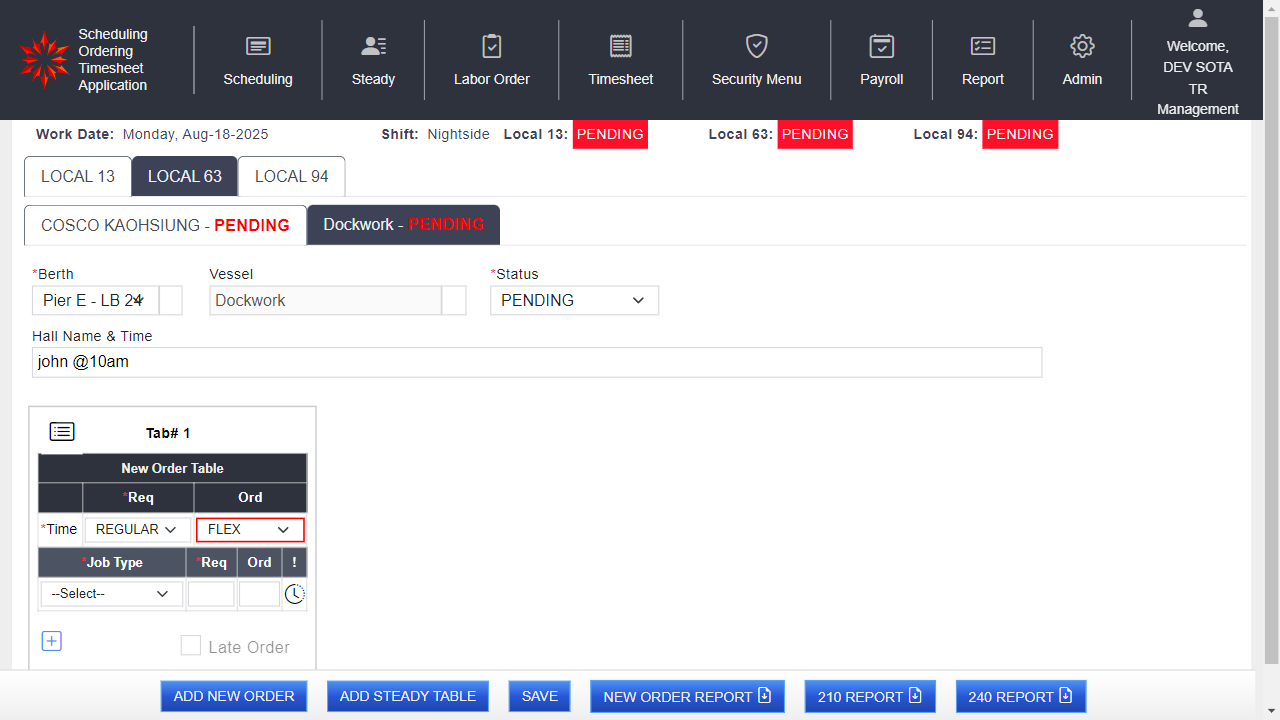 Scheduling
Ordering
Timesheet
Application
Scheduling
Steady
Labor Order
Timesheet
Security Menu
Payroll
Report
Admin
Welcome,
DEV SOTA
TR
Management
Work Date: Monday, Aug-18-2025 Shift: Nightside Local 13: PENDING Local 63: PENDING Local 94: PENDING
LOCAL 13 LOCAL 63 LOCAL 94
COSCO KAOHSIUNG - PENDING Dockwork - PENDING
*Berth Vessel *Status
Pier E - LB 24 Dockwork PENDING
Hall Name & Time
john @10am
Tab# 1
New Order Table
*Req Ord
*Time REGULAR FLEX
*Job Type *Req Ord !
--Select--
Late Order
ADD NEW ORDER ADD STEADY TABLE SAVE NEW ORDER REPORT 210 REPORT 240 REPORT